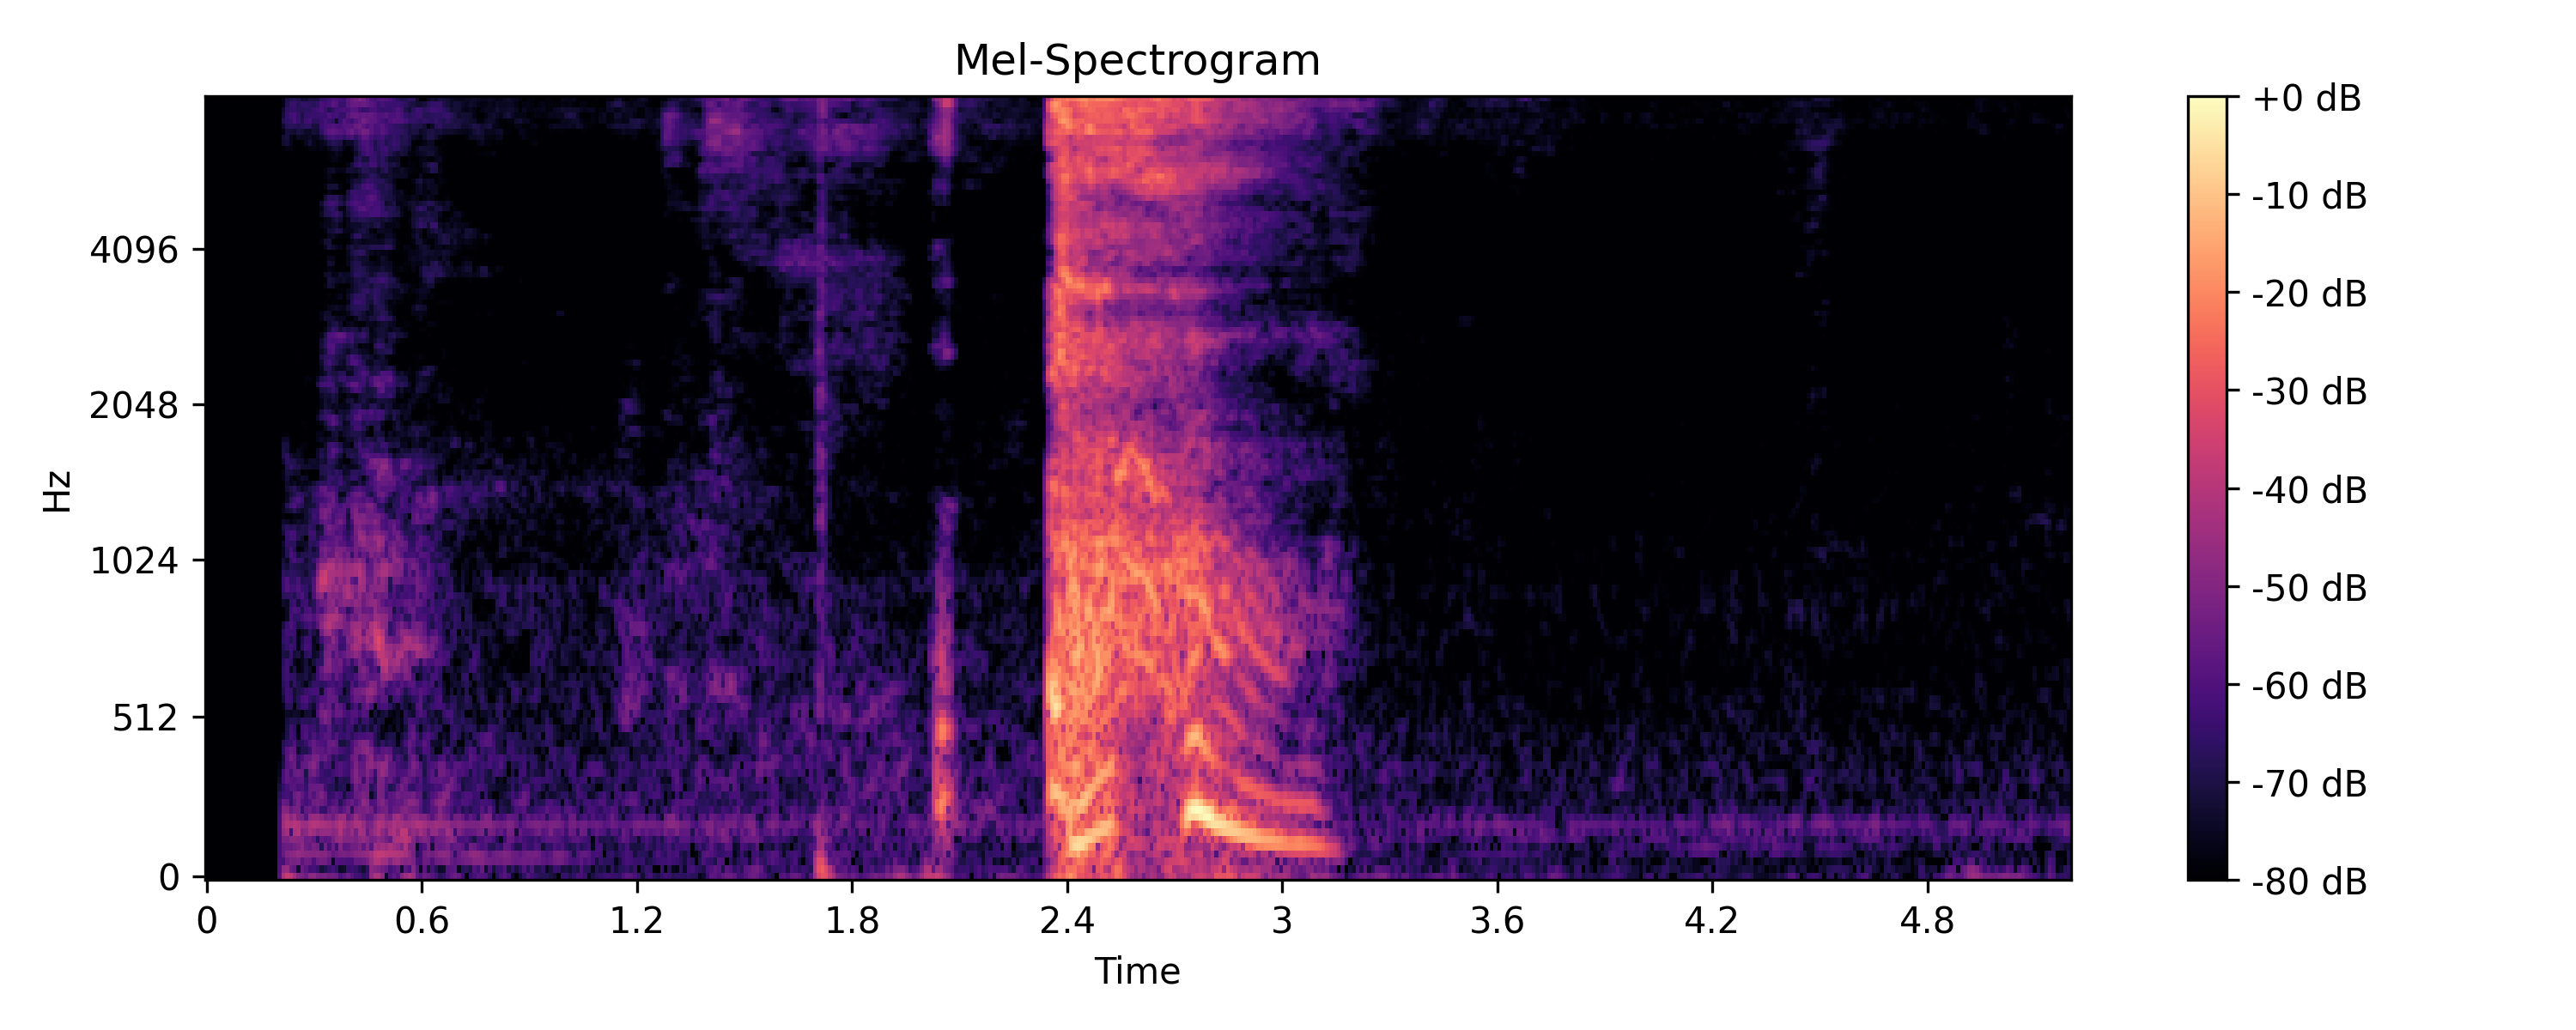 Mel-Spectrogram
Hz
4096
2048
1024
512
0
0 0.6 1.2 1.8 2.4 3 3.6 4.2 4.8
Time
+0 dB
-10 dB
-20 dB
-30 dB
-40 dB
-50 dB
-60 dB
-70 dB
-80 dB